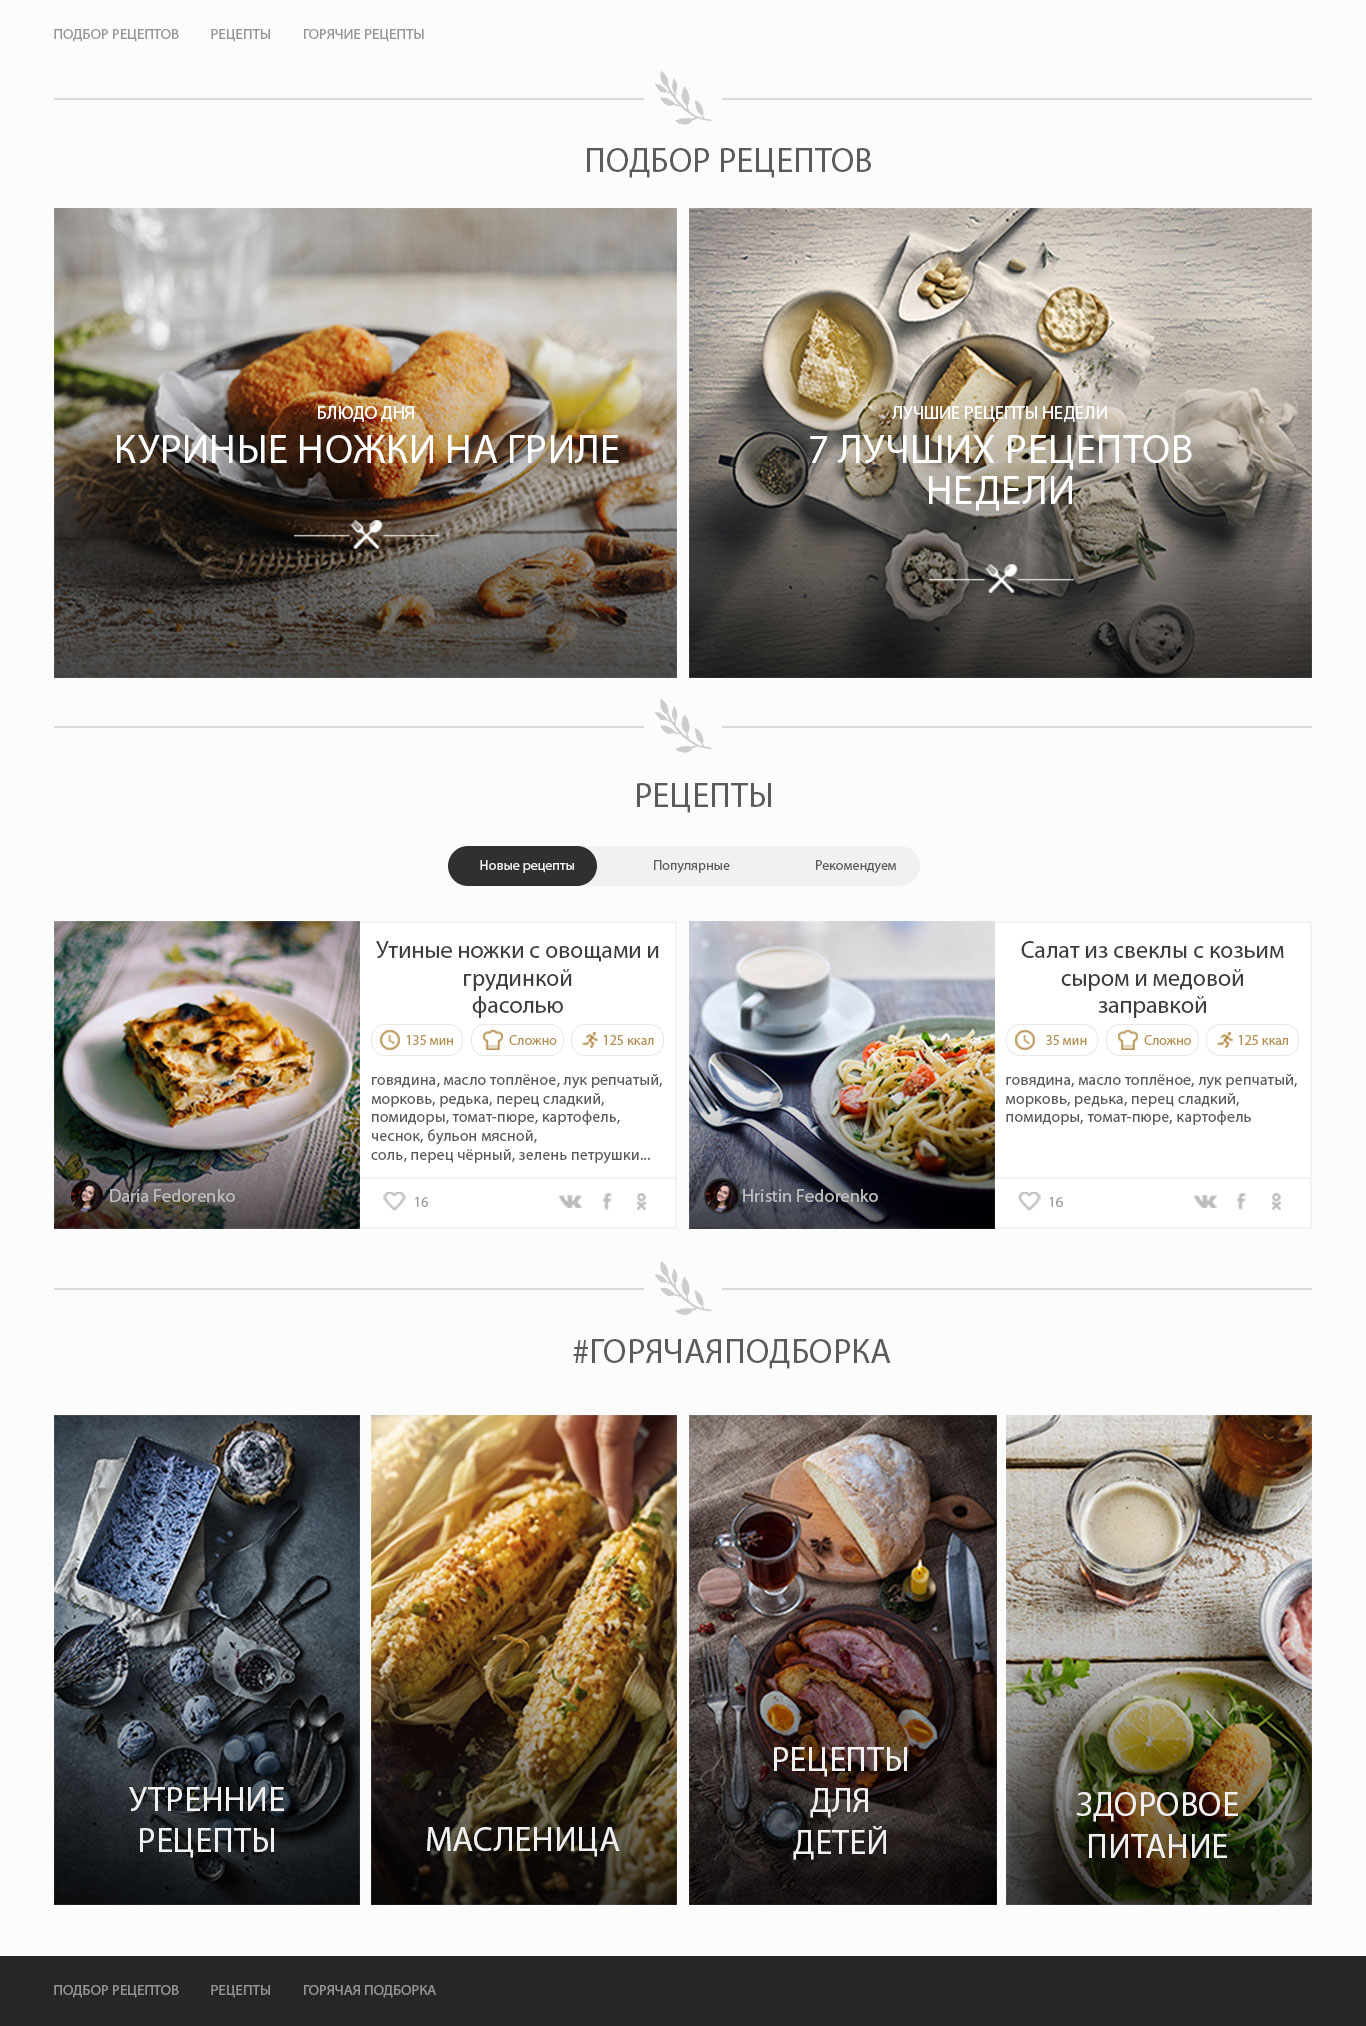 ПОДБОР РЕЦЕПТОВ РЕЦЕПТЫ ГОРЯЧИЕ РЕЦЕПТЫ
ПОДБОР РЕЦЕПТОВ
БЛЮДО ДНЯ
КУРИНЫЕ НОЖКИ НА ГРИЛЕ
ЛУЧШИЕ РЕЦЕПТЫ НЕДЕЛИ
7 ЛУЧШИХ РЕЦЕПТОВ
НЕДЕЛИ
РЕЦЕПТЫ
Новые рецепты Популярные Рекомендуем
Утиные ножки с овощами и
грудинкой
фасолью
135 мин Сложно 125 ккал
говядина, масло топлёное, лук репчатый,
морковь, редька, перец сладкий,
помидоры, томат-пюре, картофель,
чеснок, бульон мясной,
соль, перец чёрный, зелень петрушки...
Daria Fedorenko
16
Салат из свеклы с козьим
сыром и медовой
заправкой
35 мин Сложно 125 ккал
говядина, масло топлёное, лук репчатый,
морковь, редька, перец сладкий,
помидоры, томат-пюре, картофель
Hristin Fedorenko
16
#ГОРЯЧАЯПОДБОРКА
УТРЕННИЕ
РЕЦЕПТЫ
МАСЛЕНИЦА
РЕЦЕПТЫ
ДЛЯ
ДЕТЕЙ
ЗДОРОВОЕ
ПИТАНИЕ
ПОДБОР РЕЦЕПТОВ РЕЦЕПТЫ ГОРЯЧАЯ ПОДБОРКА